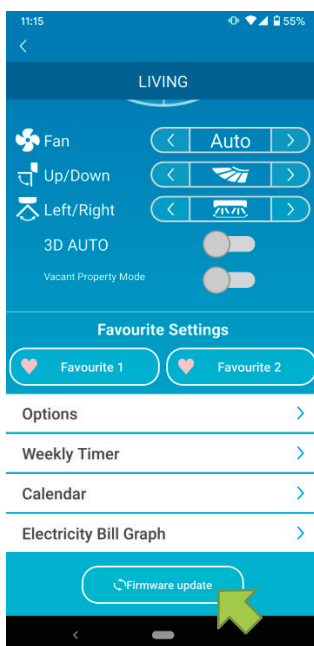 11:15 55%
LIVING
Fan Auto
Up/Down
Left/Right
3D AUTO
Vacant Property Mode
Favourite Settings
Favourite 1 Favourite 2
Options
Weekly Timer
Calendar
Electricity Bill Graph
Firmware update